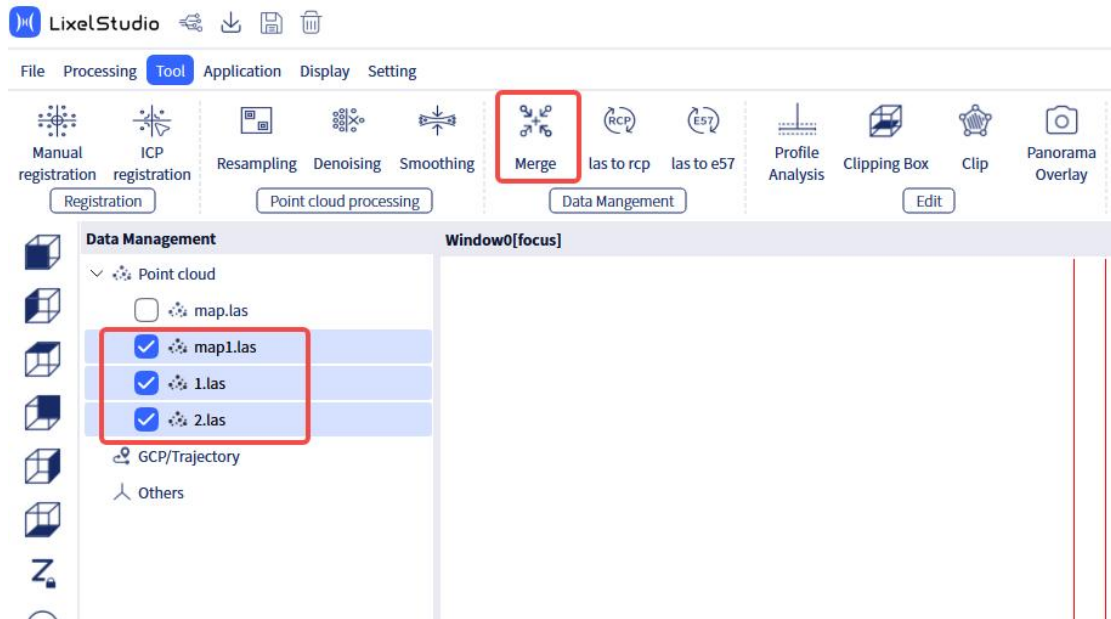 LixelStudio
File Processing Tool Application Display Setting
Manual registration ICP registration Resampling Denoising Smoothing Merge RCP las to rcp E57 las to e57 Profile Analysis Clipping Box Clip Panorama Overlay
Registration Point cloud processing Data Mangement Edit
Data Management Window0[focus]
Point cloud
map.las
map1.las
1.las
2.las
GCP/Trajectory
Others
Z